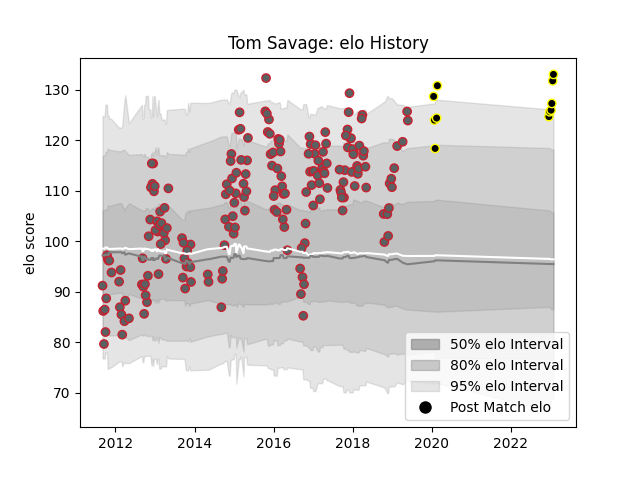 Tom Savage: elo History
elo score
130
120
110
100
90
80
70
2012
2014
2016
2018
2020
2022
50% elo Interval
80% elo Interval
95% elo Interval
Post Match elo